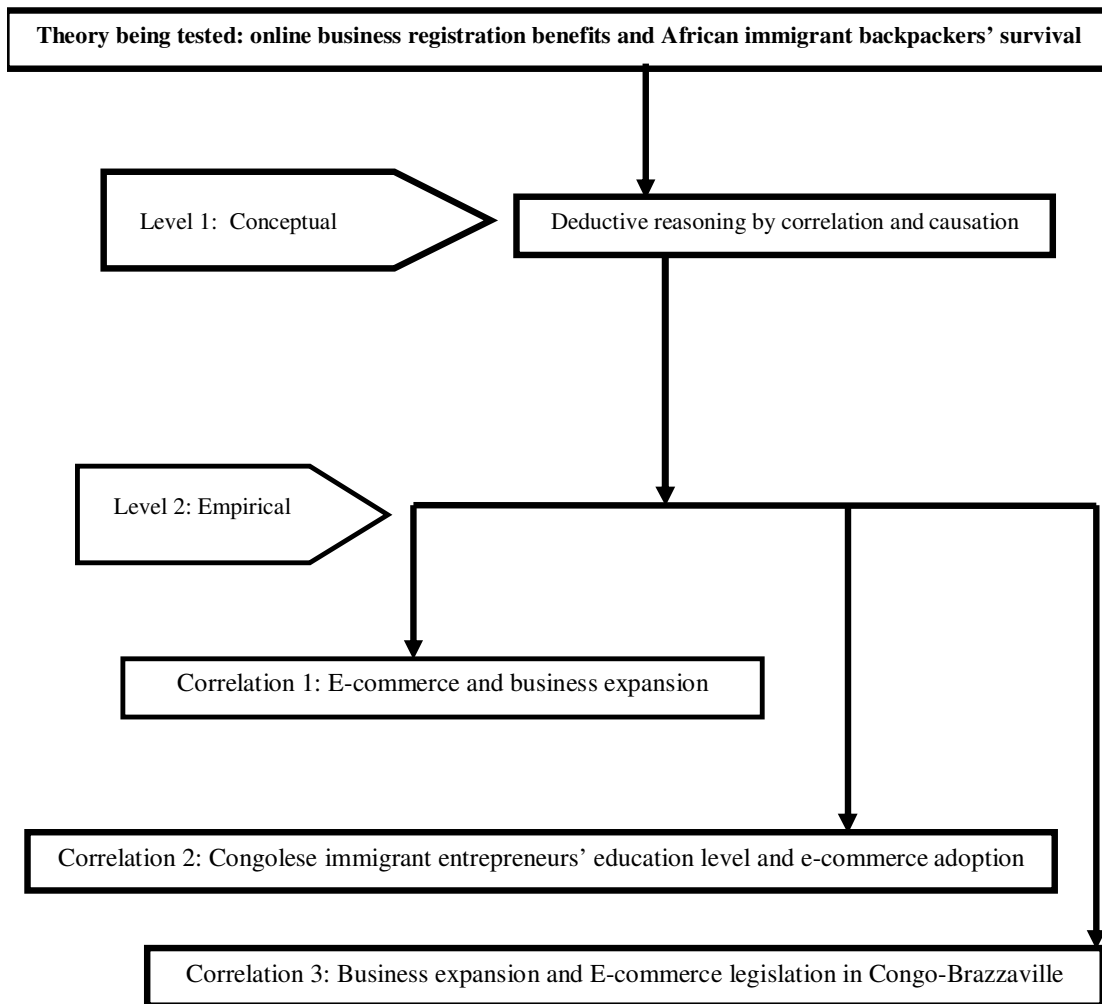 Theory being tested: online business registration benefits and African immigrant backpackers’ survival
Level 1:  Conceptual
Deductive reasoning by correlation and causation
Level 2: Empirical
Correlation 1: E-commerce and business expansion
Correlation 2: Congolese immigrant entrepreneurs’ education level and e-commerce adoption
Correlation 3: Business expansion and E-commerce legislation in Congo-Brazzaville